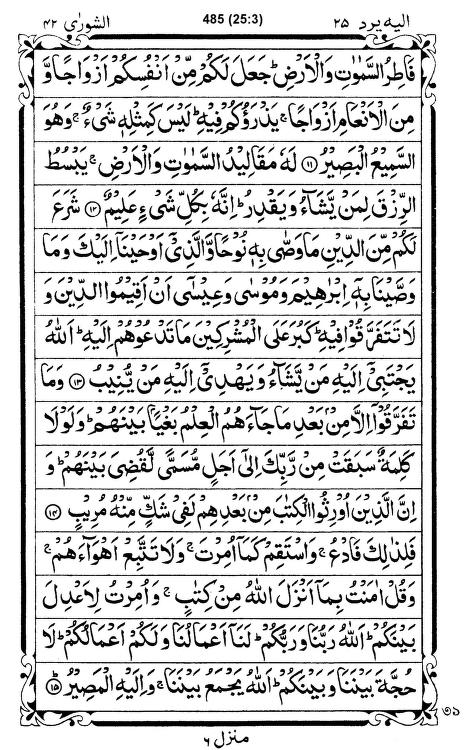 الیه یرد ۲۵
485 (25:3)
الشورٰی ۴۲
فَاطِرُ السَّمٰوٰتِ وَالْاَرْضِ ؕ جَعَلَ لَكُمْ مِّنْ اَنْفُسِكُمْ اَزْوَاجًا وَّ
مِنَ الْاَنْعَامِ اَزْوَاجًا ۚ يَذْرَؤُكُمْ فِيْهِ ؕ لَيْسَ كَمِثْلِهٖ شَیْءٌ ۚ وَهُوَ
السَّمِيْعُ الْبَصِيْرُ ﴿۱۱﴾ لَهٗ مَقَالِيْدُ السَّمٰوٰتِ وَالْاَرْضِ ۚ يَبْسُطُ
الرِّزْقَ لِمَنْ يَّشَآءُ وَيَقْدِرُ ؕ اِنَّهٗ بِكُلِّ شَیْءٍ عَلِيْمٌ ﴿۱۲﴾ شَرَعَ
لَكُمْ مِّنَ الدِّيْنِ مَا وَصّٰی بِهٖ نُوْحًا وَّالَّذِیْۤ اَوْحَيْنَاۤ اِلَيْكَ وَمَا
وَصَّيْنَا بِهٖۤ اِبْرٰهِيْمَ وَمُوْسٰی وَعِيْسٰۤی اَنْ اَقِيْمُوا الدِّيْنَ وَ
لَا تَتَفَرَّقُوْا فِيْهِ ؕ كَبُرَ عَلَی الْمُشْرِكِيْنَ مَا تَدْعُوْهُمْ اِلَيْهِ ؕ اَللّٰهُ
يَجْتَبِیْۤ اِلَيْهِ مَنْ يَّشَآءُ وَيَهْدِیْۤ اِلَيْهِ مَنْ يُّنِيْبُ ﴿۱۳﴾ وَمَا
تَفَرَّقُوْۤا اِلَّا مِنْۢ بَعْدِ مَا جَآءَهُمُ الْعِلْمُ بَغْيًاۢ بَيْنَهُمْ ؕ وَلَوْلَا
كَلِمَةٌ سَبَقَتْ مِنْ رَّبِّكَ اِلٰۤی اَجَلٍ مُّسَمًّی لَّقُضِیَ بَيْنَهُمْ ؕ وَ
اِنَّ الَّذِيْنَ اُوْرِثُوا الْكِتٰبَ مِنْۢ بَعْدِهِمْ لَفِیْ شَكٍّ مِّنْهُ مُرِيْبٍ ﴿۱۴﴾
فَلِذٰلِكَ فَادْعُ ۚ وَاسْتَقِمْ كَمَاۤ اُمِرْتَ ۚ وَلَا تَتَّبِعْ اَهْوَآءَهُمْ ۚ
وَقُلْ اٰمَنْتُ بِمَاۤ اَنْزَلَ اللّٰهُ مِنْ كِتٰبٍ ۚ وَاُمِرْتُ لِاَعْدِلَ
بَيْنَكُمْ ؕ اَللّٰهُ رَبُّنَا وَرَبُّكُمْ ؕ لَنَاۤ اَعْمَالُنَا وَلَكُمْ اَعْمَالُكُمْ ؕ لَا
حُجَّةَ بَيْنَنَا وَبَيْنَكُمْ ؕ اَللّٰهُ يَجْمَعُ بَيْنَنَا ۚ وَاِلَيْهِ الْمَصِيْرُ ﴿۱۵﴾ؕ
منزل ۶